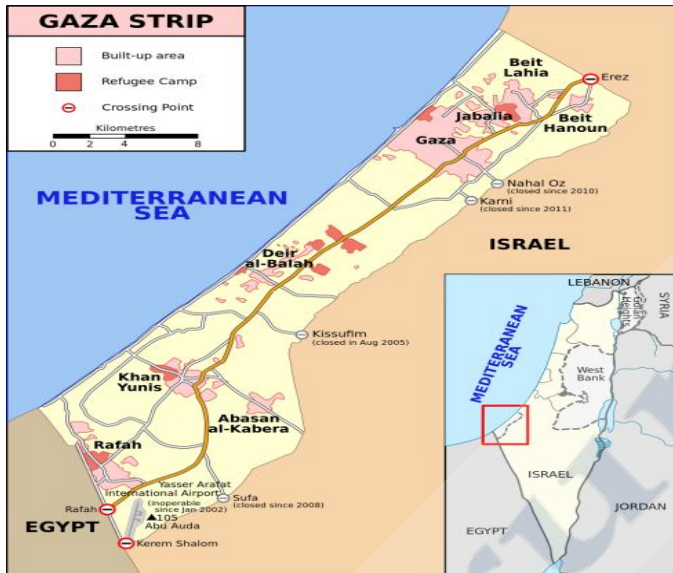 GAZA STRIP
Built-up area
Refugee Camp
Crossing Point
Kilometres
0 2 4 8
MEDITERRANEAN
SEA
Beit
Lahia
Erez
Jabalia
Beit
Hanoun
Gaza
Nahal Oz
(closed since 2010)
Karni
(closed since 2011)
ISRAEL
Deir
al-Balah
Kissufim
(closed in Aug 2005)
Khan
Yunis
Abasan
al-Kabera
Rafah
Yasser Arafat
International Airport
(inoperable
since Jan 2002)
Sufa
(closed since 2008)
Rafah
105
Abu Auda
EGYPT
Kerem Shalom
LEBANON
Golan
Heights
SYRIA
MEDITERRANEAN
SEA
West
Bank
ISRAEL
JORDAN
EGYPT